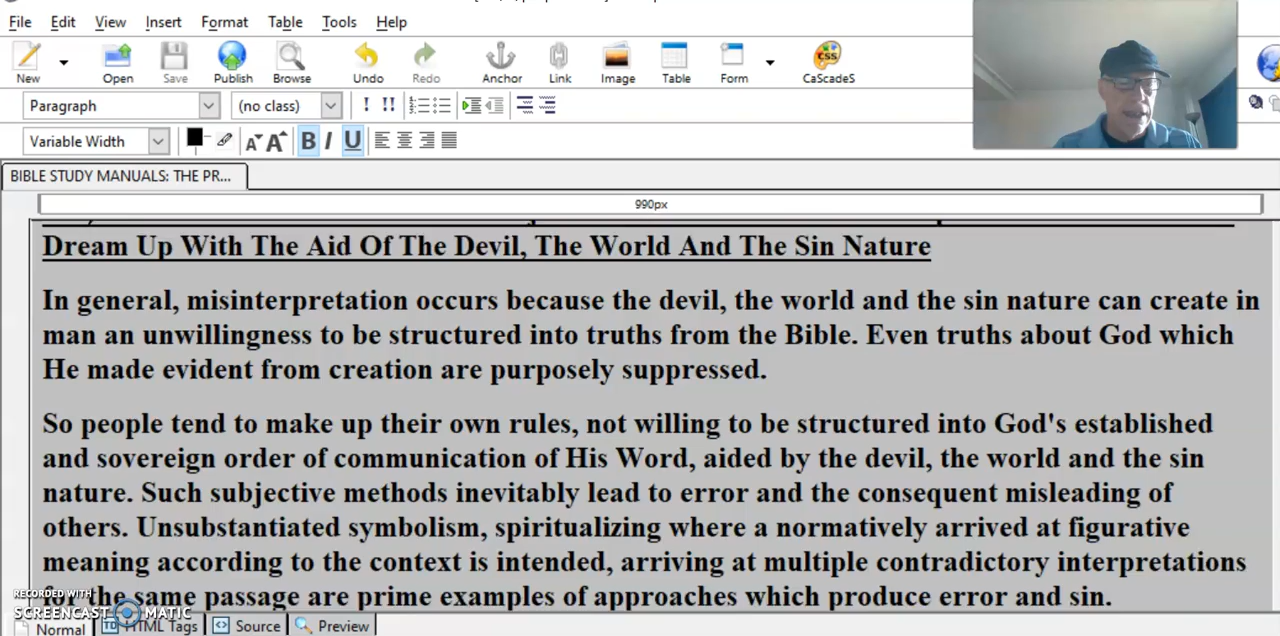 File Edit View Insert Format Table Tools Help
New Open Save Publish Browse Undo Redo Anchor Link Image Table Form CaScadeS
Paragraph (no class) ! !!
Variable Width A A B I U
BIBLE STUDY MANUALS: THE PR...
990px
Dream Up With The Aid Of The Devil, The World And The Sin Nature
In general, misinterpretation occurs because the devil, the world and the sin nature can create in
man an unwillingness to be structured into truths from the Bible. Even truths about God which
He made evident from creation are purposely suppressed.
So people tend to make up their own rules, not willing to be structured into God's established
and sovereign order of communication of His Word, aided by the devil, the world and the sin
nature. Such subjective methods inevitably lead to error and the consequent misleading of
others. Unsubstantiated symbolism, spiritualizing where a normatively arrived at figurative
meaning according to the context is intended, arriving at multiple contradictory interpretations
for the same passage are prime examples of approaches which produce error and sin.
RECORDED WITH
SCREENCAST MATIC
Normal TD HTML Tags Source Preview